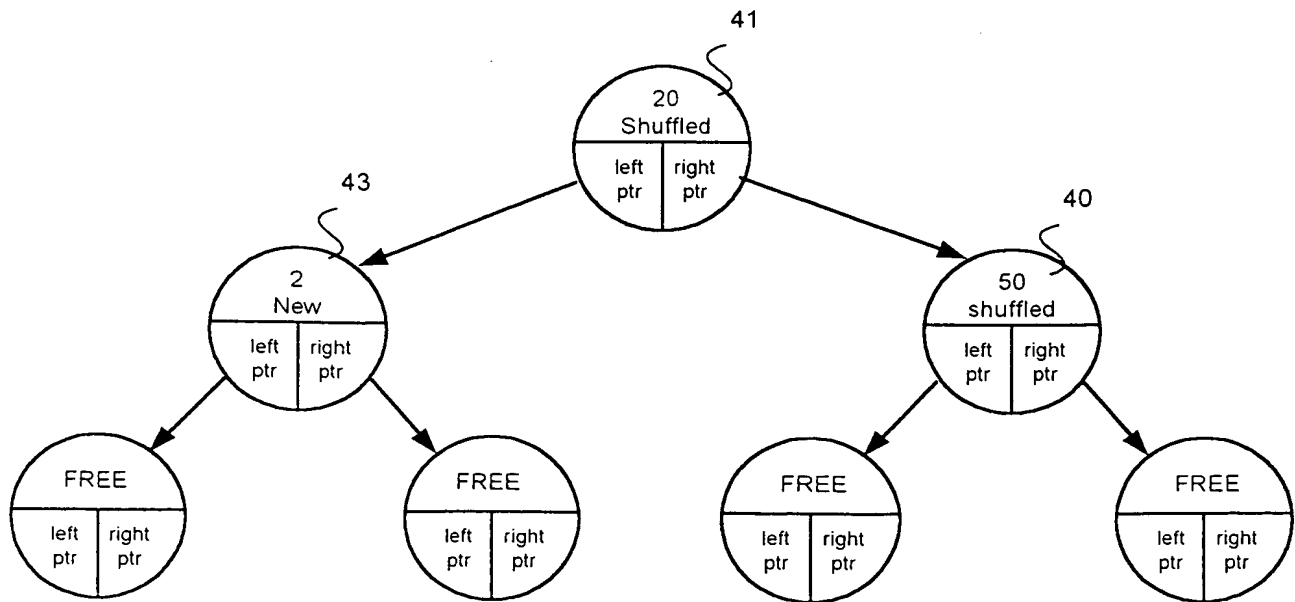 41
20
Shuffled
left right
ptr ptr
43
40
2
New
left right
ptr ptr
50
shuffled
left right
ptr ptr
FREE
left right
ptr ptr
FREE
left right
ptr ptr
FREE
left right
ptr ptr
FREE
left right
ptr ptr